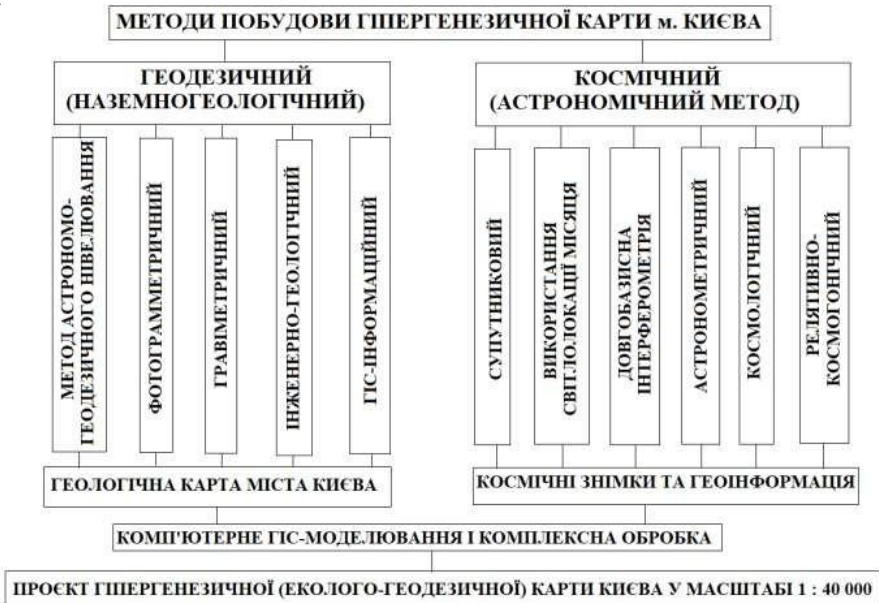 МЕТОДИ ПОБУДОВИ ГІПЕРГЕНЕЗИЧНОЇ КАРТИ м. КИЄВА
ГЕОДЕЗИЧНИЙ
(НАЗЕМНОГЕОЛОГІЧНИЙ)
КОСМІЧНИЙ
(АСТРОНОМІЧНИЙ МЕТОД)
МЕТОД АСТРОНОМО-
ГЕОДЕЗИЧНОГО НІВЕЛЮВАННЯ
ФОТОГРАММЕТРИЧНИЙ
ГРАВІМЕТРИЧНИЙ
ІНЖЕНЕРНО-ГЕОЛОГІЧНИЙ
ГІС-ІНФОРМАЦІЙНИЙ
СУПУТНИКОВИЙ
ВИКОРИСТАННЯ
СВІТЛОЛОКАЦІЇ МІСЯЦЯ
ДОВГОБАЗИСНА
ІНТЕРФЕРОМЕТРІЯ
АСТРОНОМЕТРИЧНИЙ
КОСМОЛОГІЧНИЙ
РЕЛЯТИВНО-
КОСМОГОНІЧНИЙ
ГЕОЛОГІЧНА КАРТА МІСТА КИЄВА
КОСМІЧНІ ЗНІМКИ ТА ГЕОІНФОРМАЦІЯ
КОМП'ЮТЕРНЕ ГІС-МОДЕЛЮВАННЯ І КОМПЛЕКСНА ОБРОБКА
ПРОЄКТ ГІПЕРГЕНЕЗИЧНОЇ (ЕКОЛОГО-ГЕОДЕЗИЧНОЇ) КАРТИ КИЄВА У МАСШТАБІ 1 : 40 000